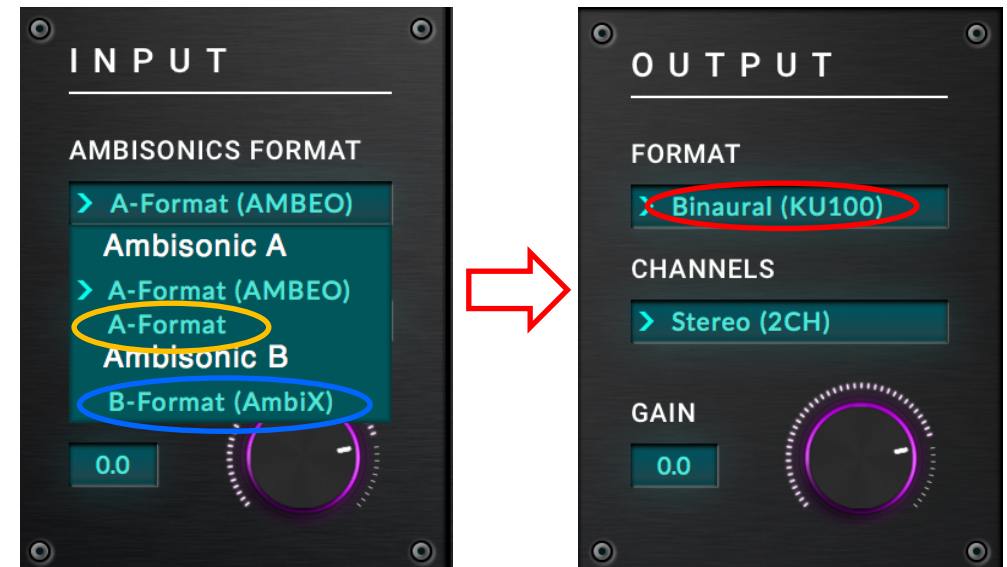 INPUT
AMBISONICS FORMAT
A-Format (AMBEO)
Ambisonic A
A-Format (AMBEO)
A-Format
Ambisonic B
B-Format (AmbiX)
0.0
OUTPUT
FORMAT
Binaural (KU100)
CHANNELS
Stereo (2CH)
GAIN
0.0